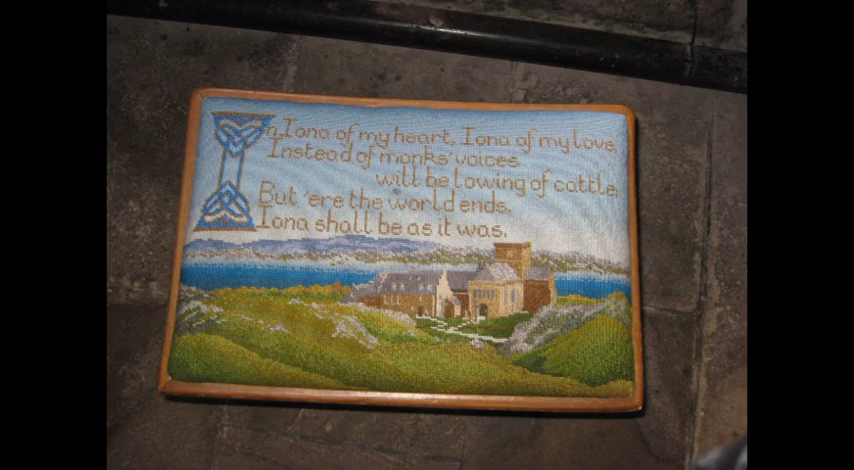 In Iona of my heart, Iona of my love,
Instead of monks' voices
will be lowing of cattle:
But 'ere the world ends,
Iona shall be as it was.